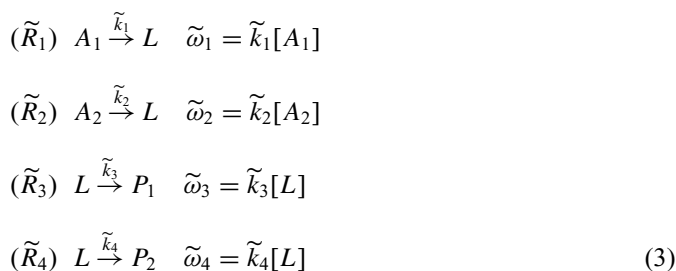 (R̃₁) A₁ →^{k̃₁} L ω̃₁ = k̃₁[A₁]
(R̃₂) A₂ →^{k̃₂} L ω̃₂ = k̃₂[A₂]
(R̃₃) L →^{k̃₃} P₁ ω̃₃ = k̃₃[L]
(R̃₄) L →^{k̃₄} P₂ ω̃₄ = k̃₄[L] (3)